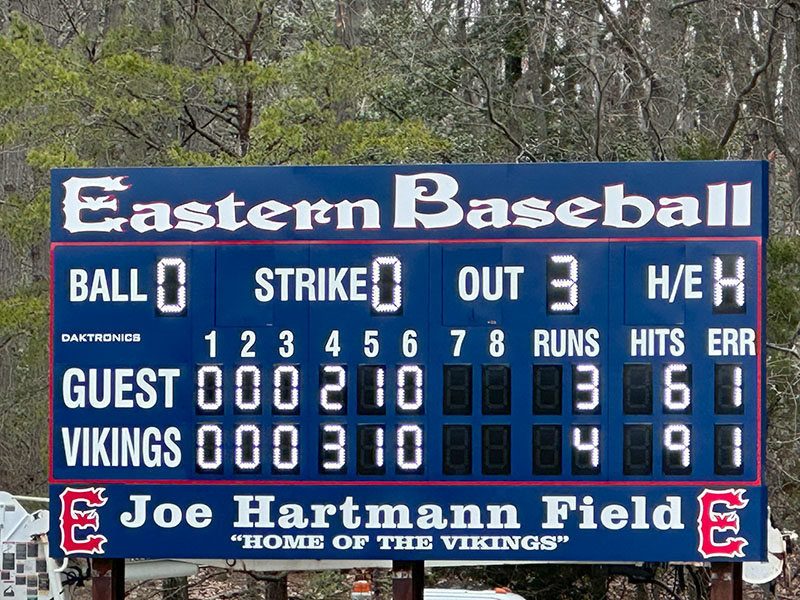 Eastern Baseball
BALL 0 STRIKE 0 OUT 3 H/E H
DAKTRONICS 1 2 3 4 5 6 7 8 RUNS HITS ERR
GUEST 0 0 0 2 1 0 3 6 1
VIKINGS 0 0 0 3 1 0 4 9 1
E Joe Hartmann Field E
"HOME OF THE VIKINGS"